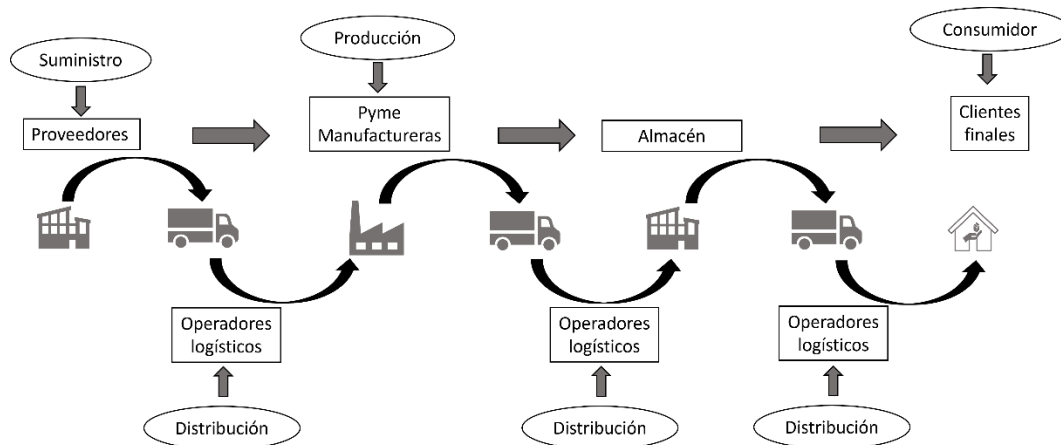 Suministro
Producción
Consumidor
Proveedores
Pyme
Manufactureras
Almacén
Clientes
finales
Operadores
logísticos
Operadores
logísticos
Operadores
logísticos
Distribución
Distribución
Distribución